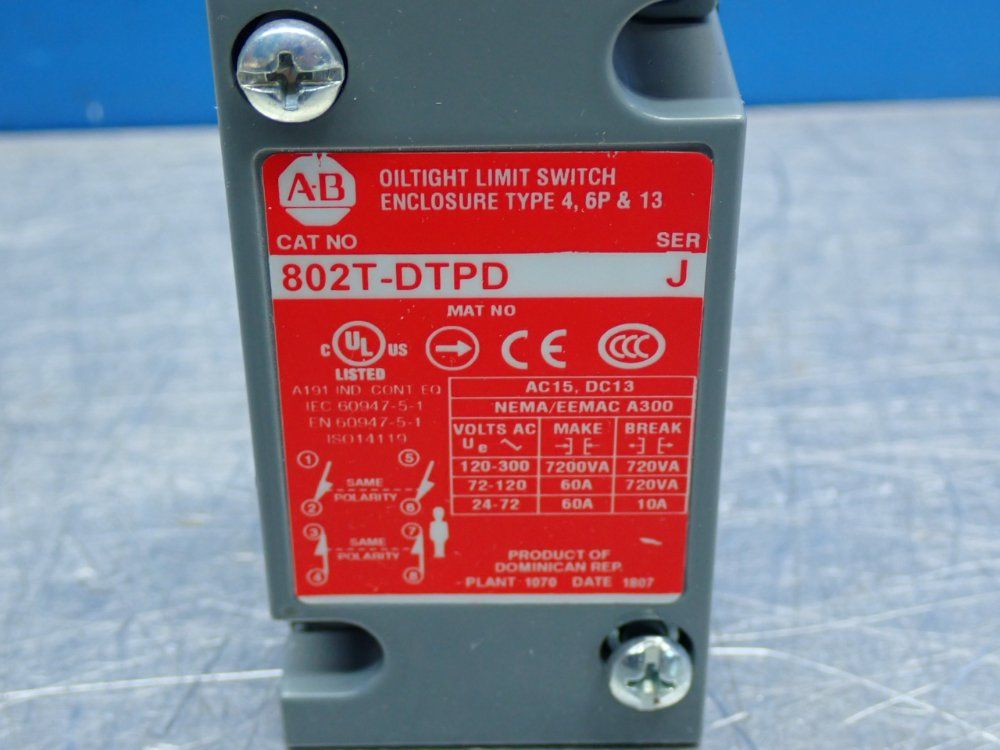 A-B
OILTIGHT LIMIT SWITCH
ENCLOSURE TYPE 4, 6P & 13
CAT NO SER
802T-DTPD J
MAT NO
C UL US
LISTED
CE
CCC
A191 IND. CONT. EQ
IEC 60947-5-1
EN 60947-5-1
ISO14119
AC15, DC13
NEMA/EEMAC A300
VOLTS AC MAKE BREAK
Ue
120-300 7200VA 720VA
72-120 60A 720VA
24-72 60A 10A
1 5
SAME
POLARITY
2 6
3 7
SAME
POLARITY
4 8
PRODUCT OF
DOMINICAN REP.
PLANT 1070 DATE 1807